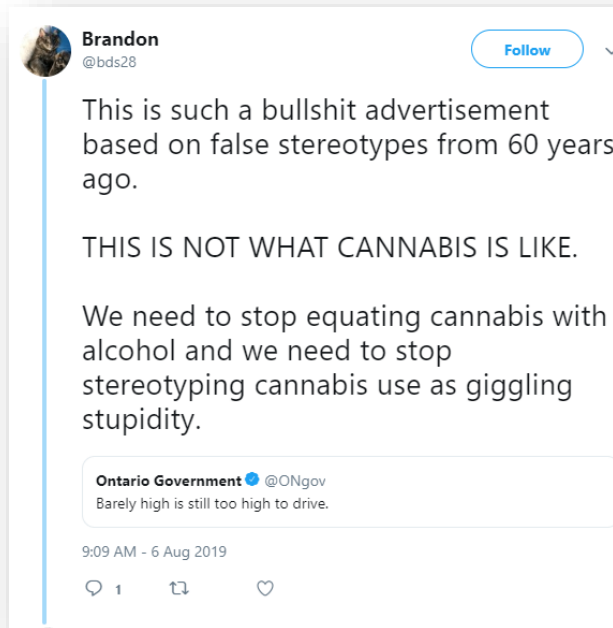 Brandon
@bds28
Follow
This is such a bullshit advertisement
based on false stereotypes from 60 years
ago.
THIS IS NOT WHAT CANNABIS IS LIKE.
We need to stop equating cannabis with
alcohol and we need to stop
stereotyping cannabis use as giggling
stupidity.
Ontario Government @ONgov
Barely high is still too high to drive.
9:09 AM - 6 Aug 2019
1